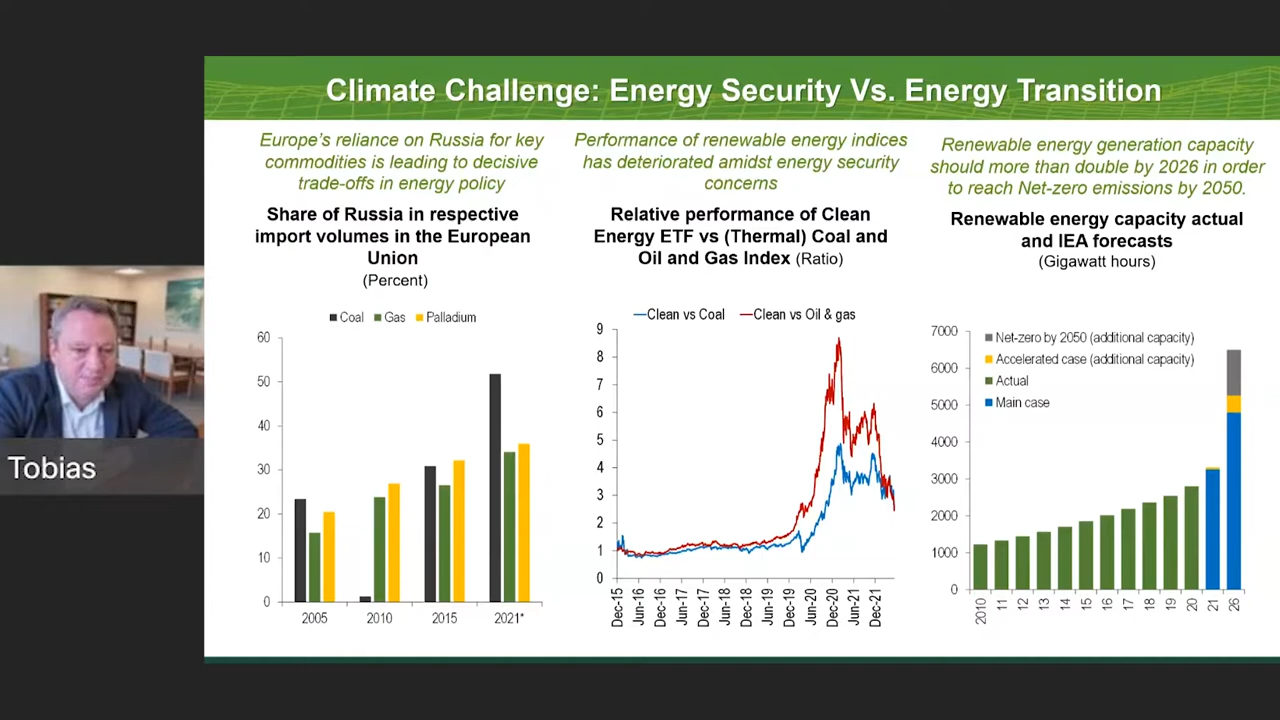 Climate Challenge: Energy Security Vs. Energy Transition
Europe's reliance on Russia for key
commodities is leading to decisive
trade-offs in energy policy
Share of Russia in respective
import volumes in the European
Union
(Percent)
Coal Gas Palladium
60
50
40
30
20
10
0
2005 2010 2015 2021*
Performance of renewable energy indices
has deteriorated amidst energy security
concerns
Relative performance of Clean
Energy ETF vs (Thermal) Coal and
Oil and Gas Index (Ratio)
Clean vs Coal Clean vs Oil & gas
9
8
7
6
5
4
3
2
1
0
Dec-15 Jun-16 Dec-16 Jun-17 Dec-17 Jun-18 Dec-18 Jun-19 Dec-19 Jun-20 Dec-20 Jun-21 Dec-21
Renewable energy generation capacity
should more than double by 2026 in order
to reach Net-zero emissions by 2050.
Renewable energy capacity actual
and IEA forecasts
(Gigawatt hours)
Net-zero by 2050 (additional capacity)
Accelerated case (additional capacity)
Actual
Main case
7000
6000
5000
4000
3000
2000
1000
0
2010 11 12 13 14 15 16 17 18 19 20 21 26
Tobias